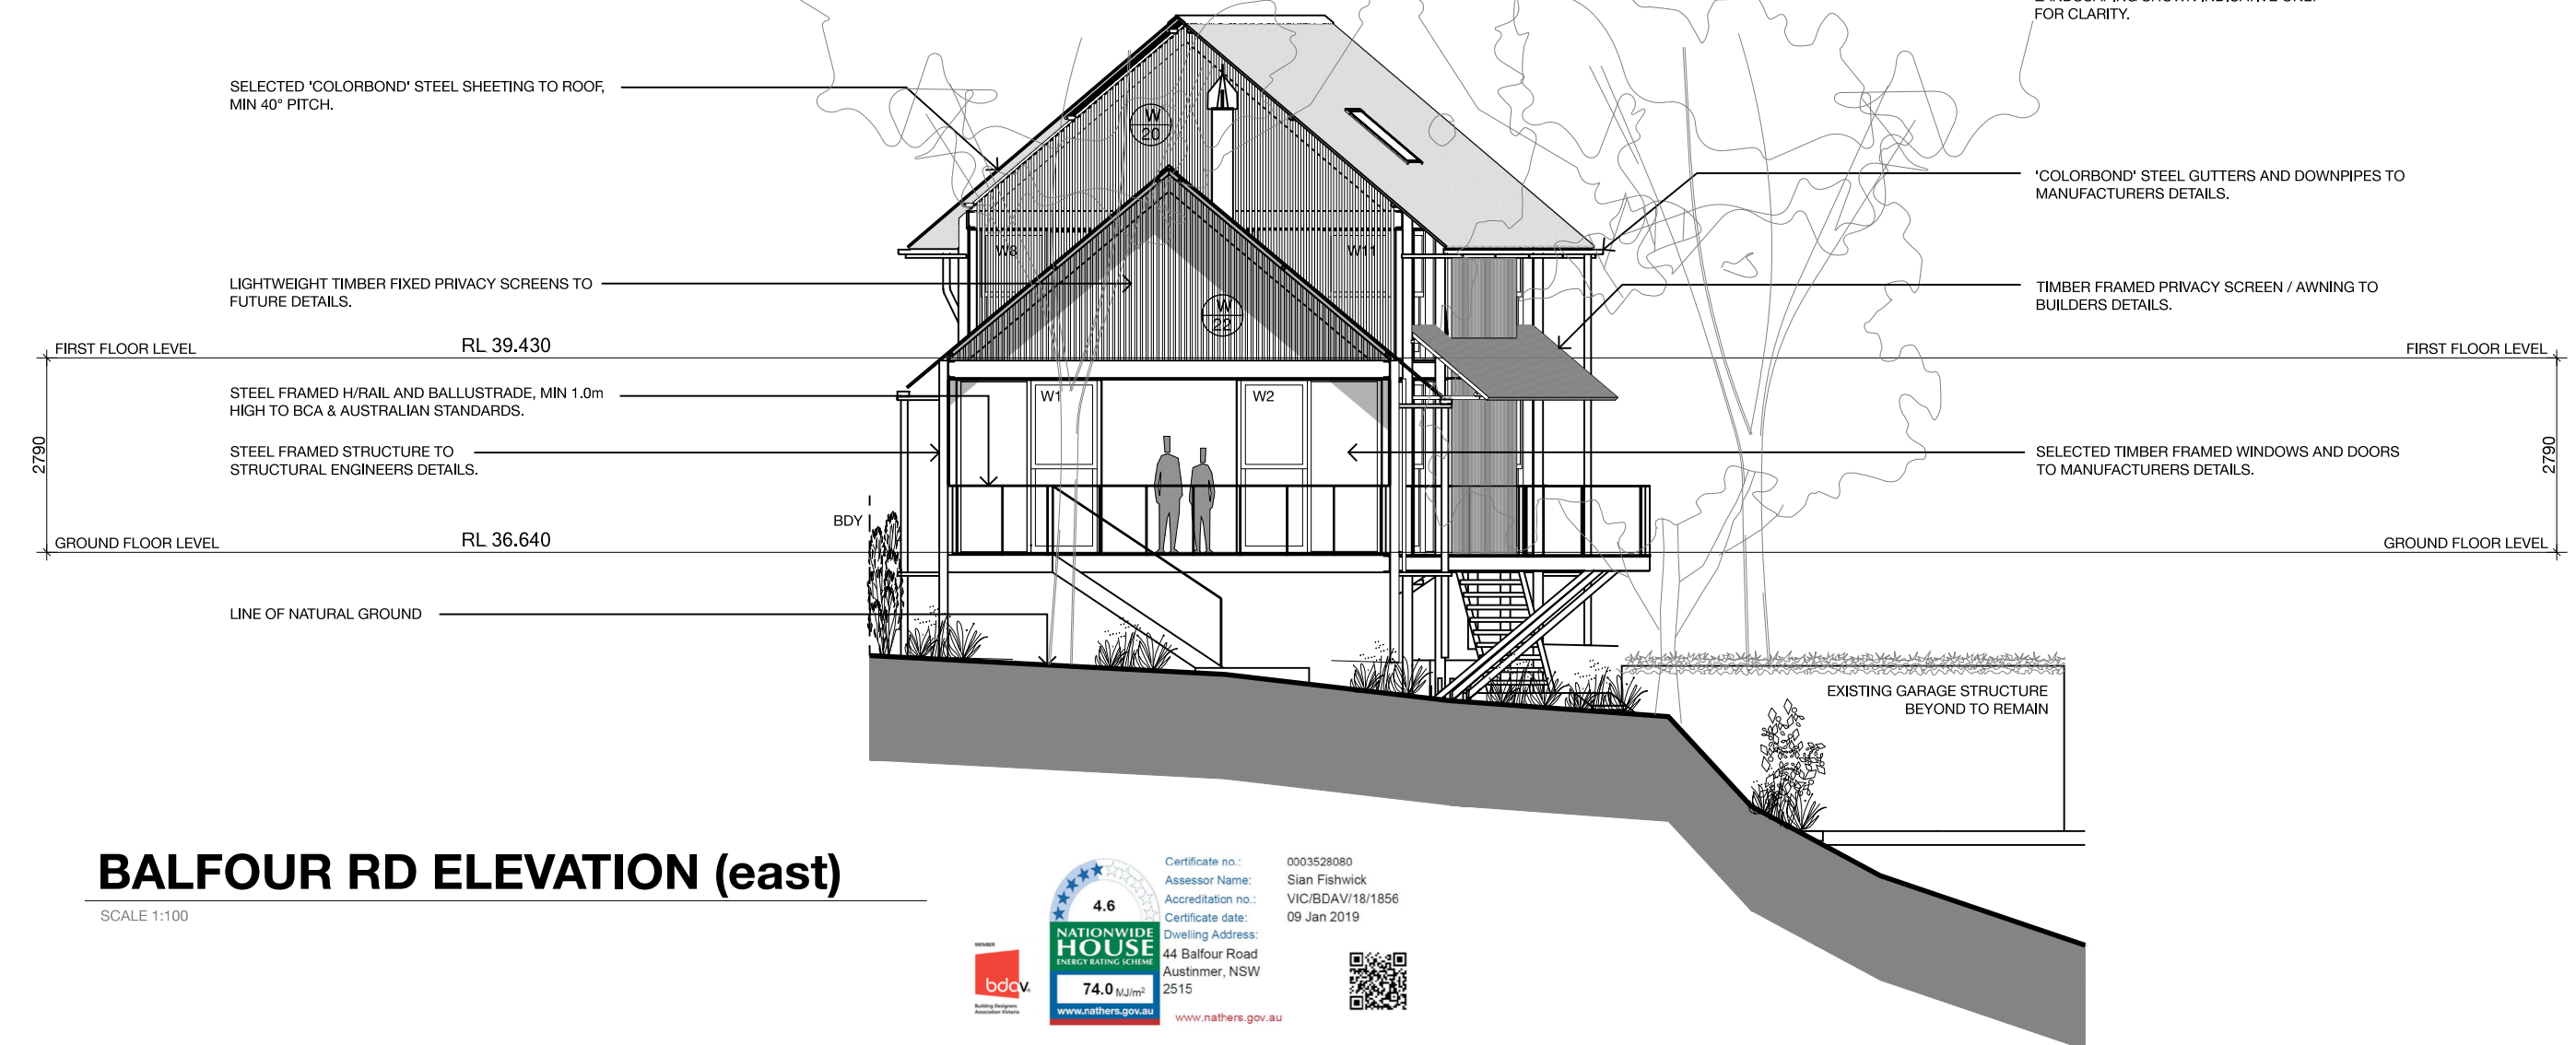 FOR CLARITY.
SELECTED 'COLORBOND' STEEL SHEETING TO ROOF,
MIN 40° PITCH.
W
20
'COLORBOND' STEEL GUTTERS AND DOWNPIPES TO
MANUFACTURERS DETAILS.
W8
W11
LIGHTWEIGHT TIMBER FIXED PRIVACY SCREENS TO
FUTURE DETAILS.
W
22
TIMBER FRAMED PRIVACY SCREEN / AWNING TO
BUILDERS DETAILS.
FIRST FLOOR LEVEL
RL 39.430
FIRST FLOOR LEVEL
STEEL FRAMED H/RAIL AND BALLUSTRADE, MIN 1.0m
HIGH TO BCA & AUSTRALIAN STANDARDS.
W1
W2
2790
STEEL FRAMED STRUCTURE TO
STRUCTURAL ENGINEERS DETAILS.
SELECTED TIMBER FRAMED WINDOWS AND DOORS
TO MANUFACTURERS DETAILS.
2790
BDY
GROUND FLOOR LEVEL
RL 36.640
GROUND FLOOR LEVEL
LINE OF NATURAL GROUND
EXISTING GARAGE STRUCTURE
BEYOND TO REMAIN
BALFOUR RD ELEVATION (east)
SCALE 1:100
MEMBER
bdav.
Building Designers
Association Victoria
4.6
NATIONWIDE
HOUSE
ENERGY RATING SCHEME
74.0 MJ/m²
www.nathers.gov.au
Certificate no.: 0003528080
Assessor Name: Sian Fishwick
Accreditation no.: VIC/BDAV/18/1856
Certificate date: 09 Jan 2019
Dwelling Address:
44 Balfour Road
Austinmer, NSW
2515
www.nathers.gov.au